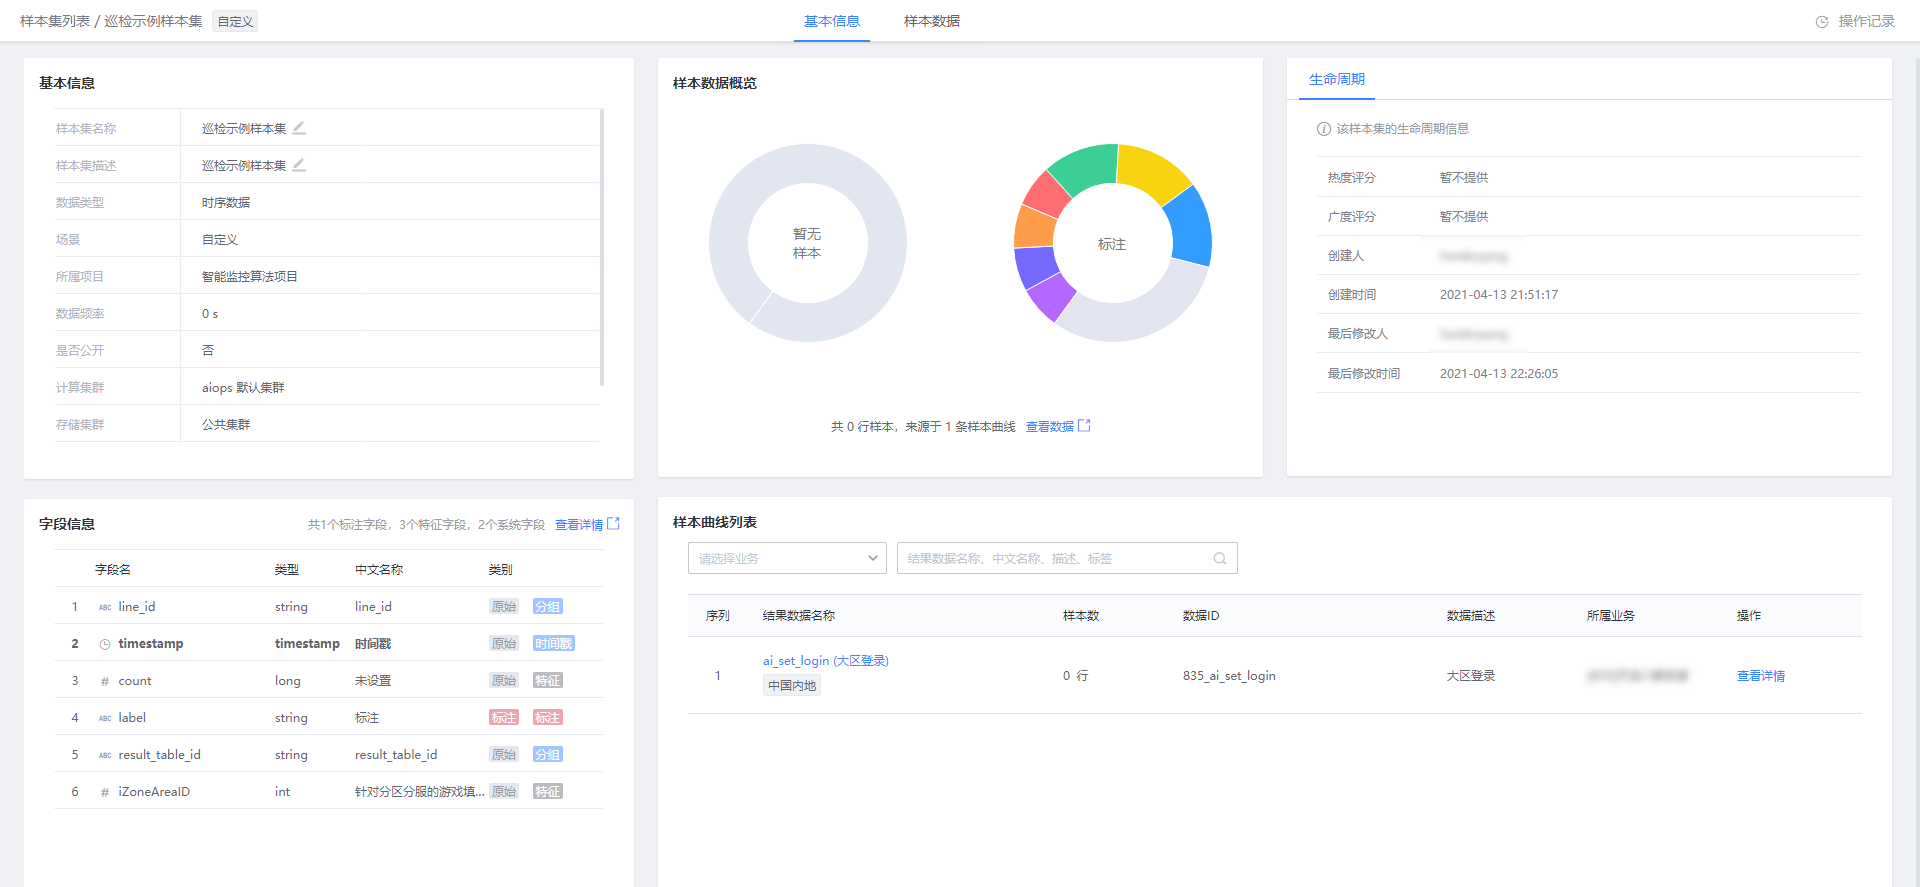 样本集列表 / 巡检示例样本集 自定义
基本信息 样本数据
操作记录
基本信息
样本集名称 巡检示例样本集
样本集描述 巡检示例样本集
数据类型 时序数据
场景 自定义
所属项目 智能监控算法项目
数据频率 0 s
是否公开 否
计算集群 aiops 默认集群
存储集群 公共集群
样本数据概览
暂无
样本
标注
共 0 行样本，来源于 1 条样本曲线 查看数据
生命周期
该样本集的生命周期信息
热度评分 暂不提供
广度评分 暂不提供
创建人
创建时间 2021-04-13 21:51:17
最后修改人
最后修改时间 2021-04-13 22:26:05
字段信息 共1个标注字段，3个特征字段，2个系统字段 查看详情
字段名 类型 中文名称 类别
1 ABC line_id string line_id 原始 分组
2 timestamp timestamp 时间戳 原始 时间戳
3 # count long 未设置 原始 特征
4 ABC label string 标注 标注 标注
5 ABC result_table_id string result_table_id 原始 分组
6 # iZoneAreaID int 针对分区分服的游戏填... 原始 特征
样本曲线列表
请选择业务 结果数据名称、中文名称、描述、标签
序列 结果数据名称 样本数 数据ID 数据描述 所属业务 操作
1 ai_set_login (大区登录) 0 行 835_ai_set_login 大区登录 查看详情
中国内地